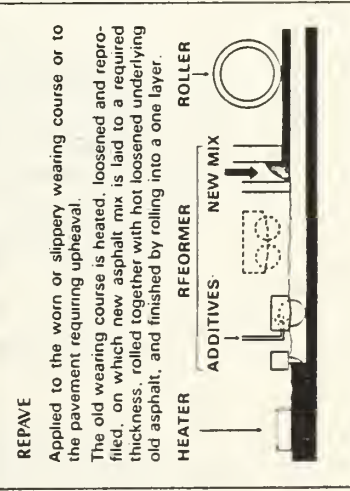 REPAVE
Applied to the worn or slippery wearing course or to
the pavement requiring upheaval.
The old wearing course is heated, loosened and repro-
filed, on which new asphalt mix is laid to a required
thickness, rolled together with hot loosened underlying
old asphalt, and finished by rolling into a one layer.
HEATER
RFEORMER
ROLLER
ADDITIVES
NEW MIX